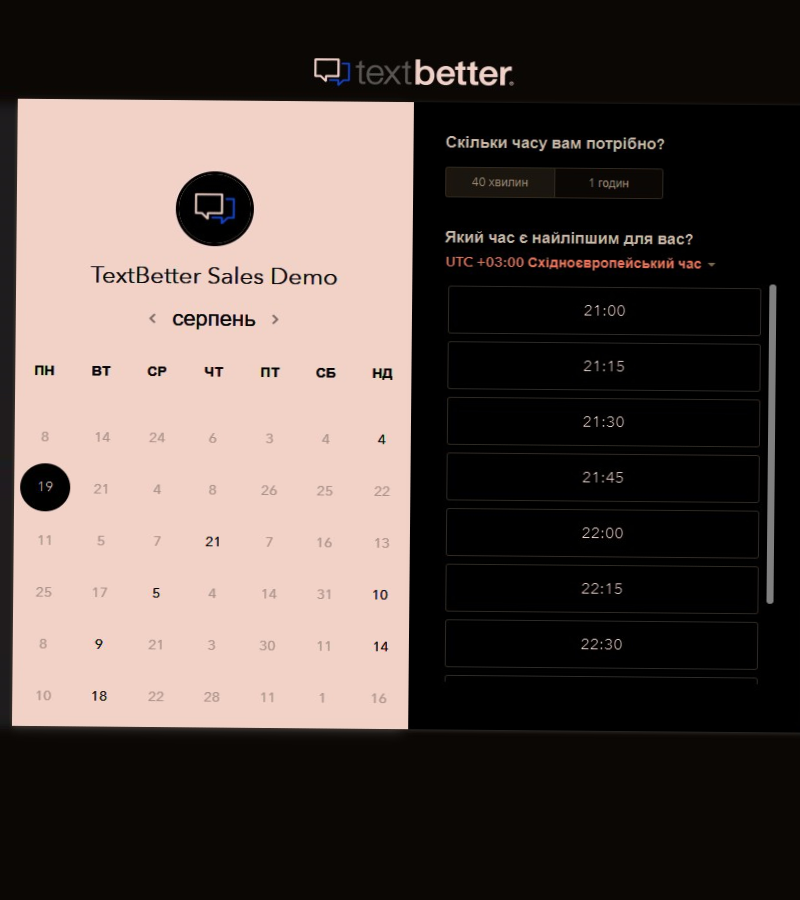 textbetter.
TextBetter Sales Demo
серпень
ПН ВТ СР ЧТ ПТ СБ НД
8 14 24 6 3 4 4
19 21 4 8 26 25 22
11 5 7 21 7 16 13
25 17 5 4 14 31 10
8 9 21 3 30 11 14
10 18 22 28 11 1 16
Скільки часу вам потрібно?
40 хвилин 1 годин
Який час є найліпшим для вас?
UTC +03:00 Східноєвропейський час
21:00
21:15
21:30
21:45
22:00
22:15
22:30